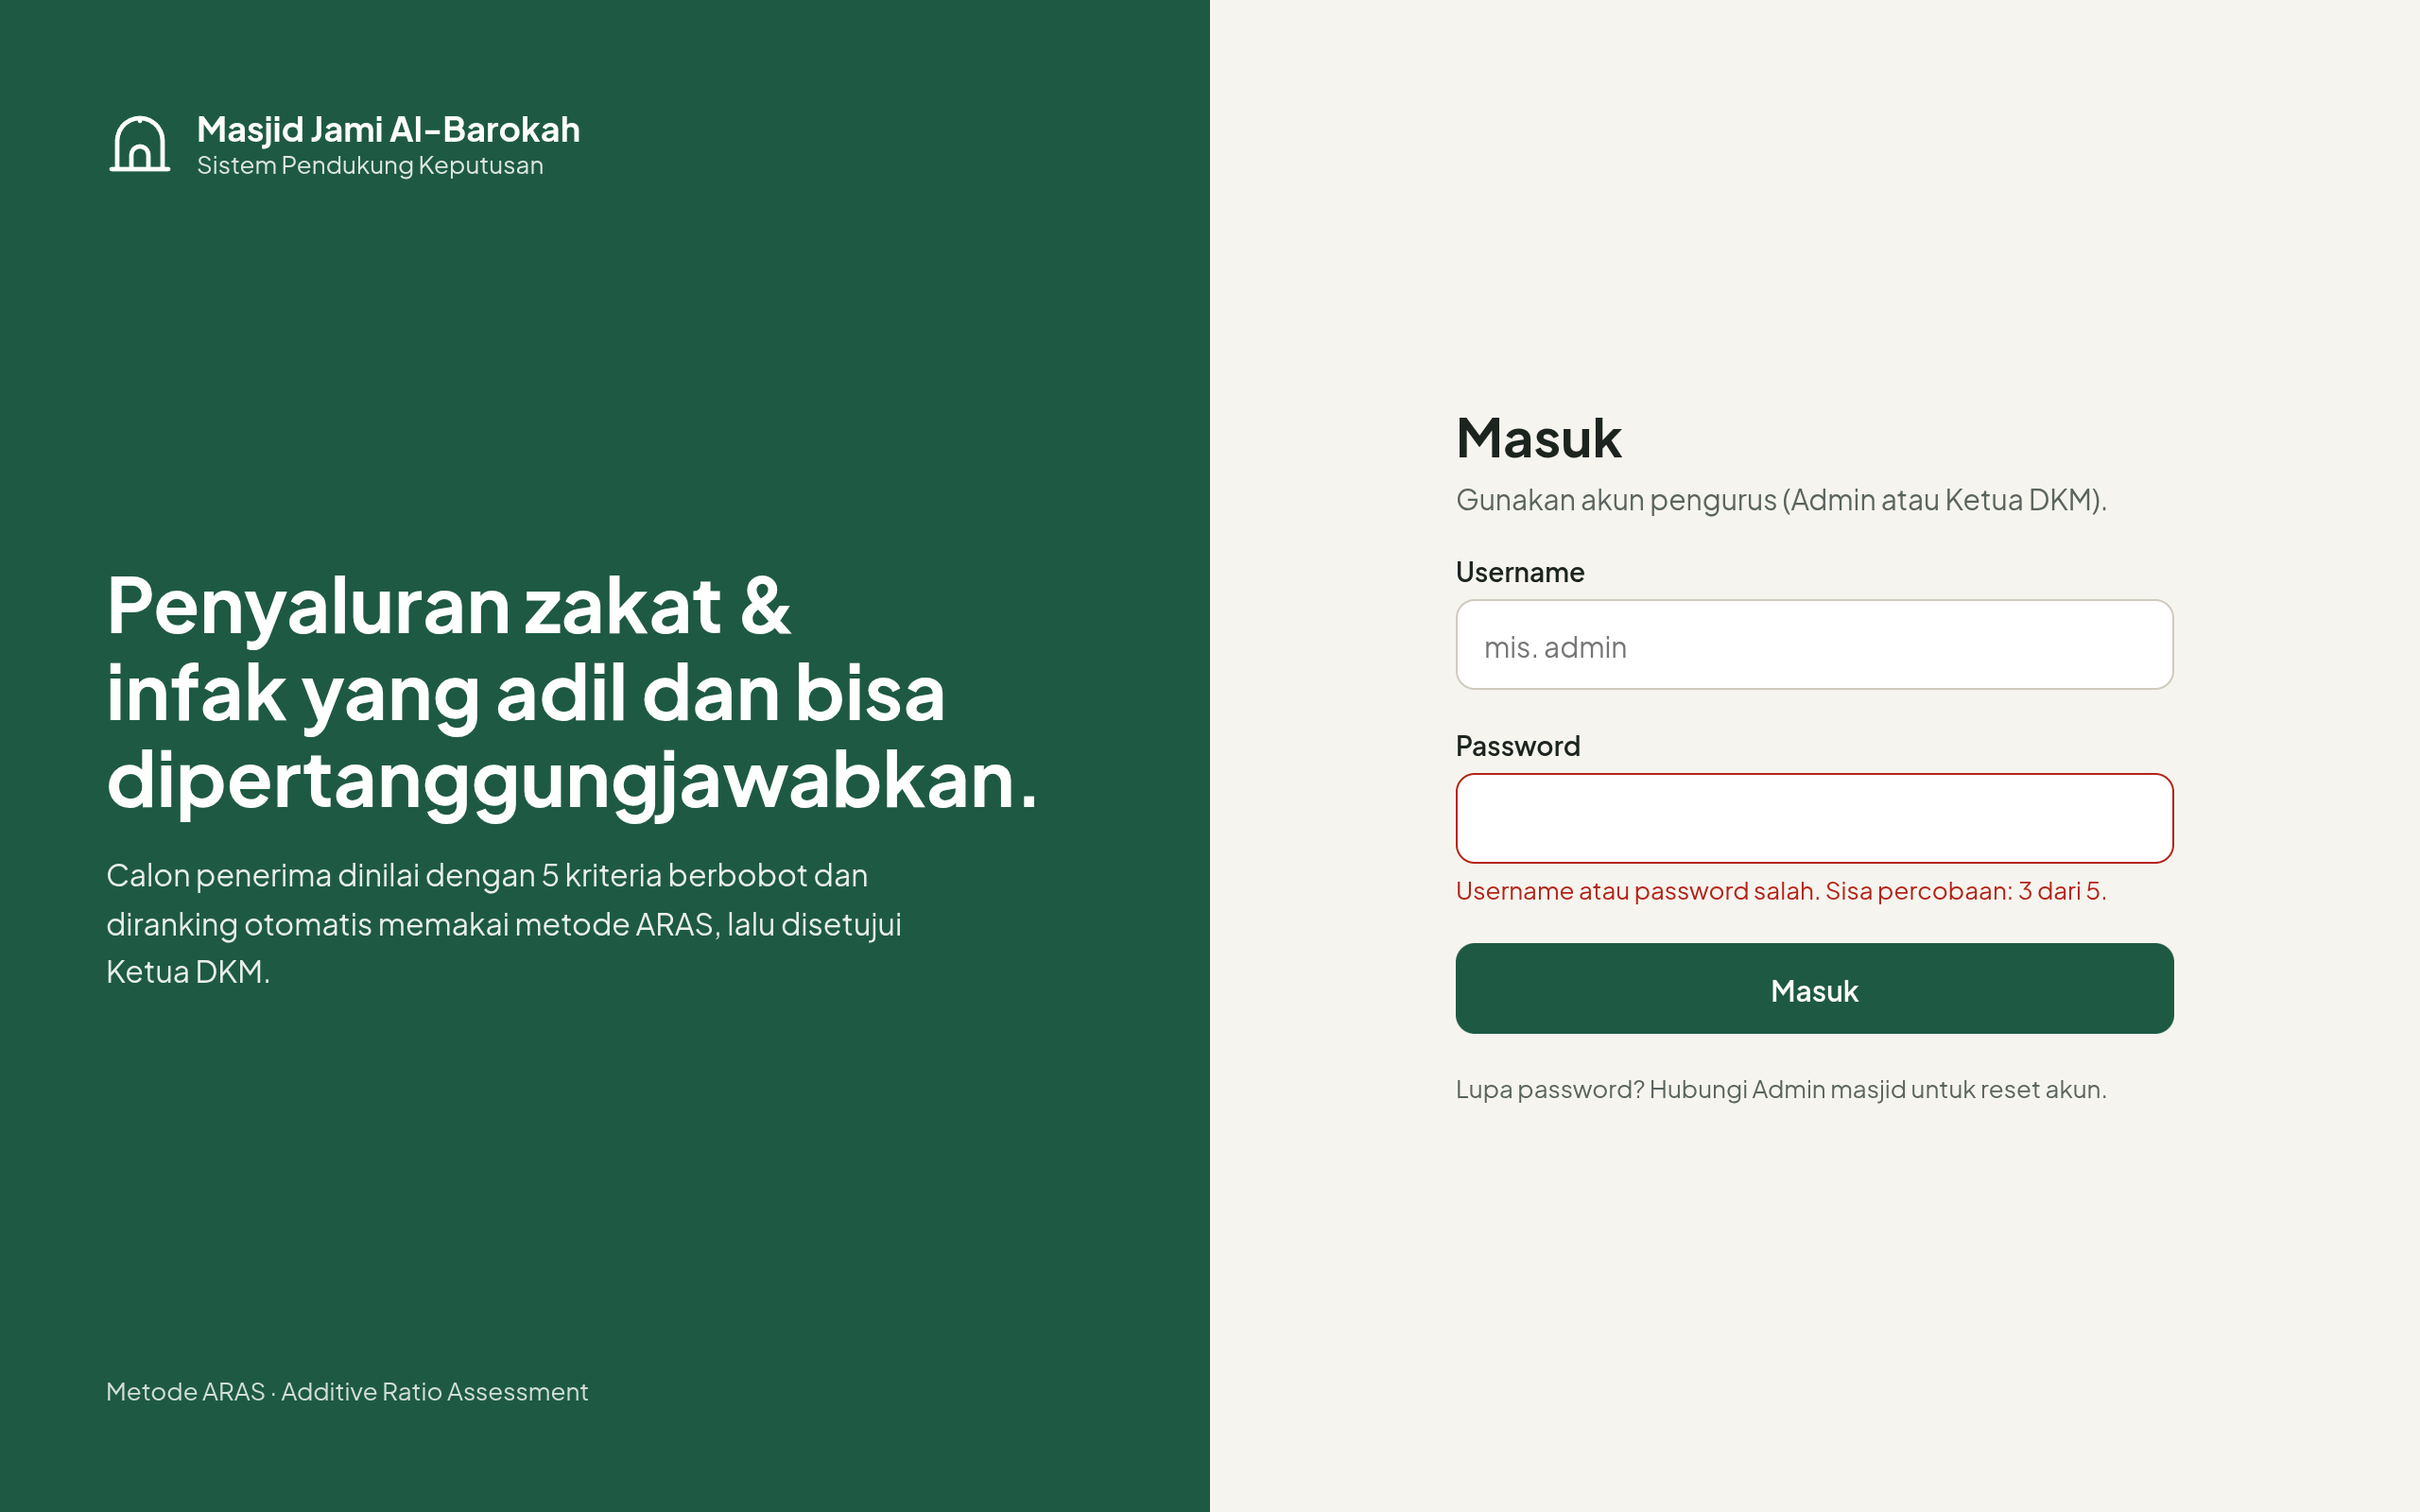 Masjid Jami Al-Barokah
Sistem Pendukung Keputusan
Penyaluran zakat &
infak yang adil dan bisa
dipertanggungjawabkan.
Calon penerima dinilai dengan 5 kriteria berbobot dan
diranking otomatis memakai metode ARAS, lalu disetujui
Ketua DKM.
Metode ARAS · Additive Ratio Assessment
Masuk
Gunakan akun pengurus (Admin atau Ketua DKM).
Username
mis. admin
Password
Username atau password salah. Sisa percobaan: 3 dari 5.
Masuk
Lupa password? Hubungi Admin masjid untuk reset akun.